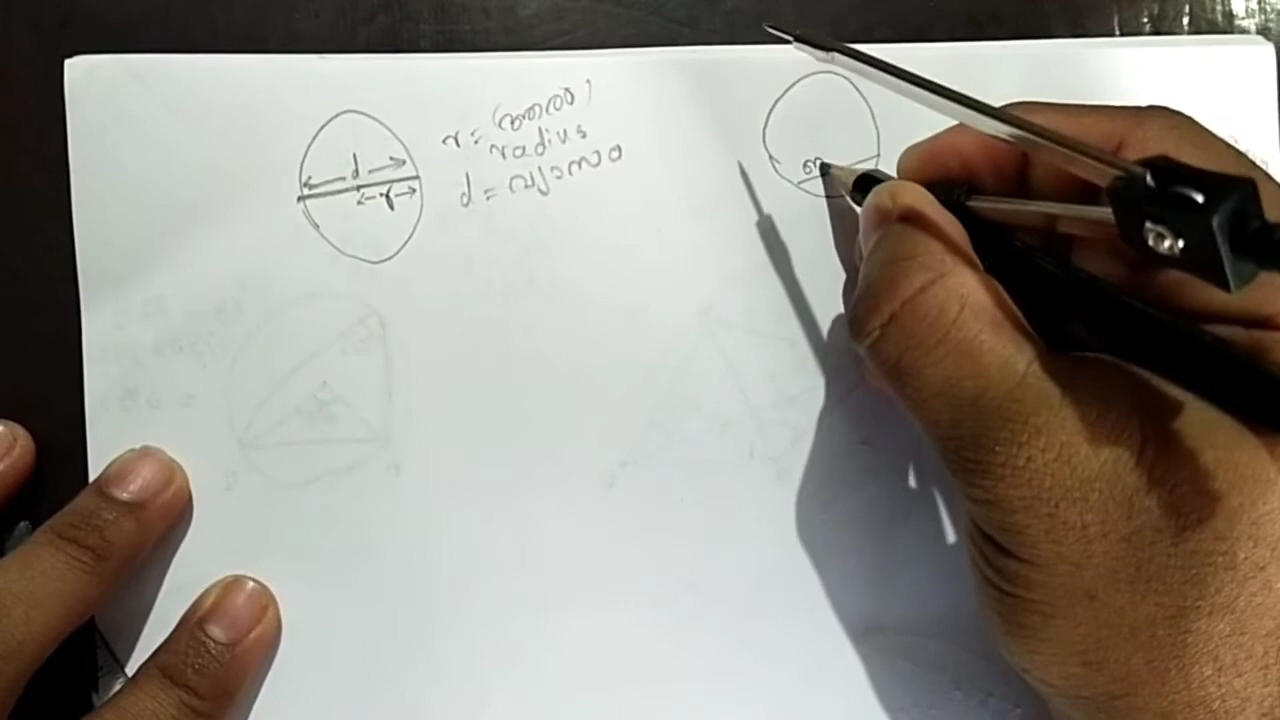 d
r
r = (ആരം)
radius
d = വ്യാസം